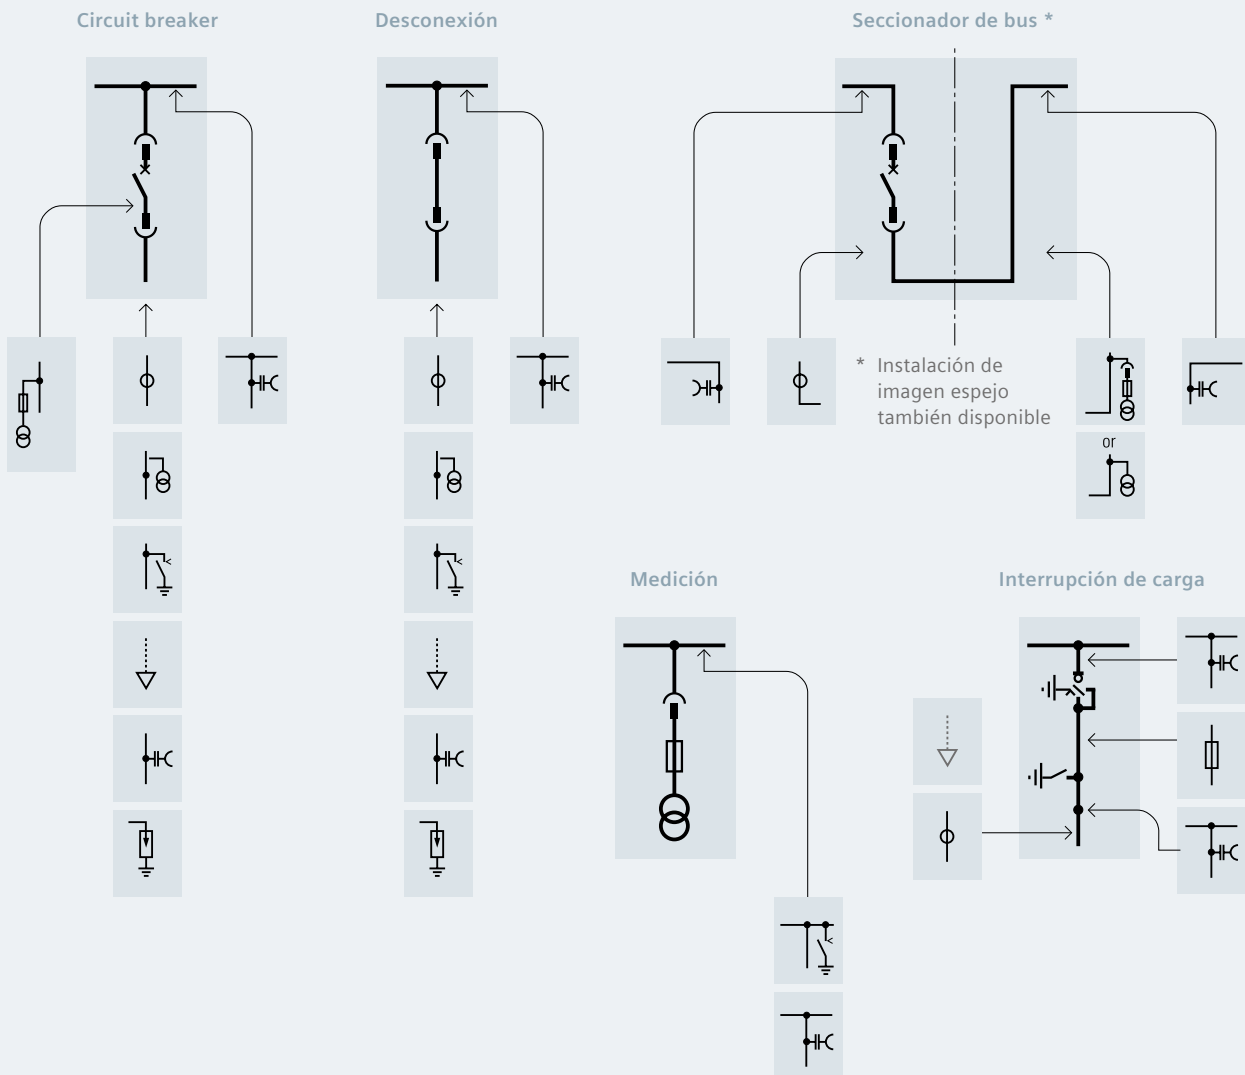 Circuit breaker
Desconexión
Seccionador de bus *
* Instalación de
imagen espejo
también disponible
or
Medición
Interrupción de carga